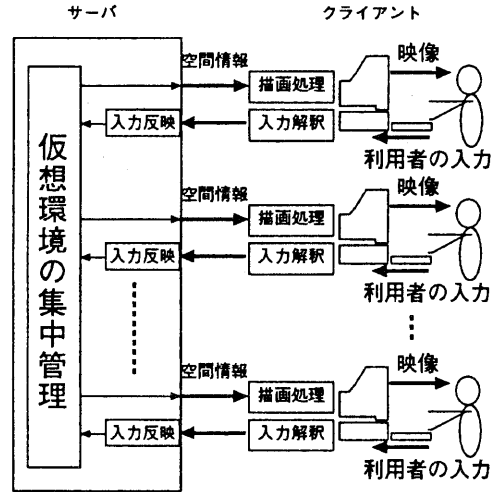 サーバ
クライアント
仮想環境の集中管理
空間情報
描画処理
映像
入力反映
入力解釈
利用者の入力
空間情報
描画処理
映像
入力反映
入力解釈
利用者の入力
空間情報
描画処理
映像
入力反映
入力解釈
利用者の入力